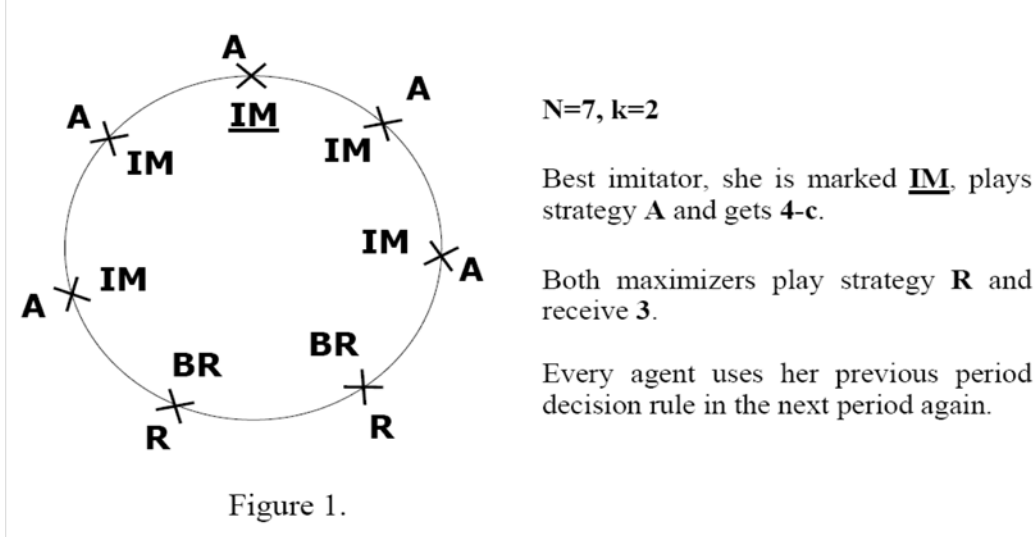 A
A
A
N=7, k=2
IM
IM
IM
Best imitator, she is marked IM, plays
strategy A and gets 4-c.
IM
A
Both maximizers play strategy R and
receive 3.
IM
A
BR
BR
Every agent uses her previous period
decision rule in the next period again.
R
R
Figure 1.